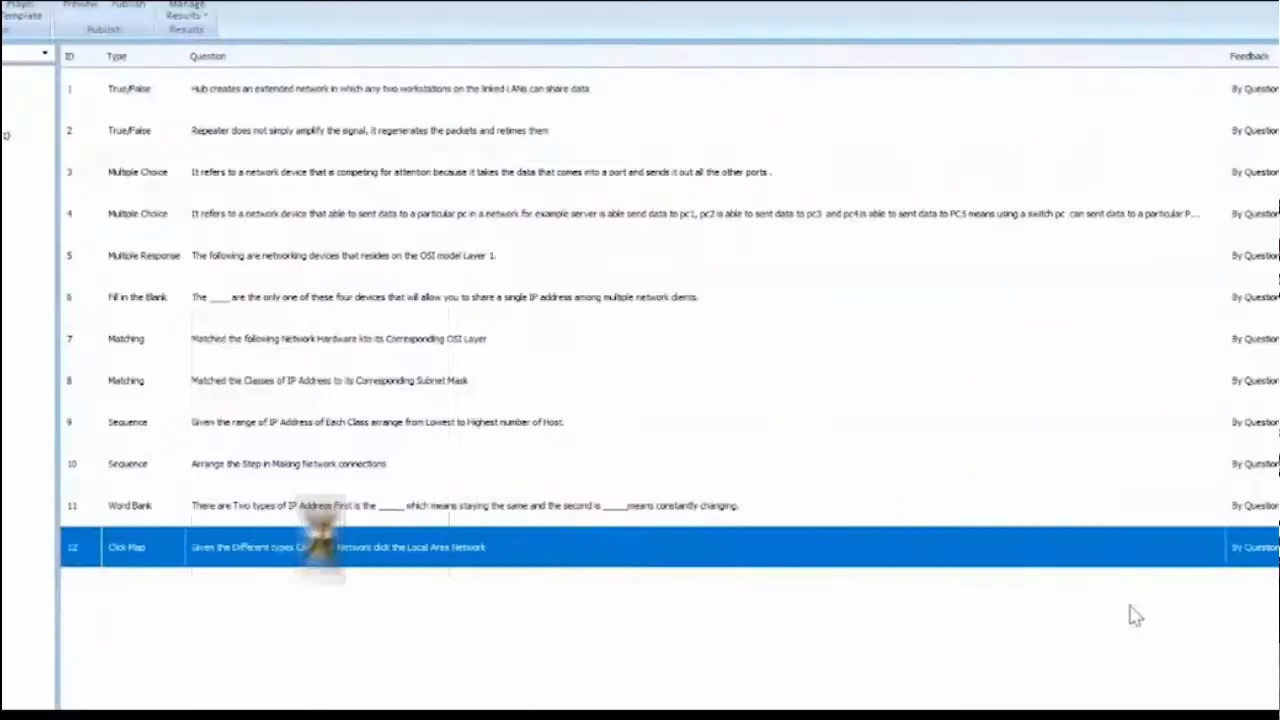 Preview Publish Manage
Template Results
Publish Results
ID Type Question Feedback
1 True/False Hub creates an extended network in which any two workstations on the linked LANs can share data By Question
1)
2 True/False Repeater does not simply amplify the signal, it regenerates the packets and retimes them By Question
3 Multiple Choice It refers to a network device that is competing for attention because it takes the data that comes into a port and sends it out all the other ports . By Question
4 Multiple Choice It refers to a network device that able to sent data to a particular pc in a network for example server is able send data to pc1, pc2 is able to sent data to pc3 and pc4 is able to sent data to PC5 means using a switch pc can sent data to a particular P... By Question
5 Multiple Response The following are networking devices that resides on the OSI model Layer 1. By Question
6 Fill in the Blank The ____ are the only one of these four devices that will allow you to share a single IP address among multiple network clients. By Question
7 Matching Matched the following Network Hardware kto its Corresponding OSI Layer By Question
8 Matching Matched the Classes of IP Address to its Corresponding Subnet Mask By Question
9 Sequence Given the range of IP Address of Each Class arrange from Lowest to Highest number of Host. By Question
10 Sequence Arrange the Step in Making Network connections By Question
11 Word Bank There are Two types of IP Address First is the _____ which means staying the same and the second is _____means constantly changing. By Question
12 Click Map Given the Different types Network click the Local Area Network By Question